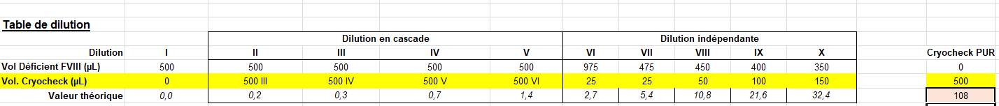 Table de dilution
Dilution en cascade Dilution indépendante
Dilution I II III IV V VI VII VIII IX X Cryocheck PUR
Vol Déficient FVIII (µL) 500 500 500 500 500 975 475 450 400 350 0
Vol. Cryocheck (µL) 0 500 III 500 IV 500 V 500 VI 25 25 50 100 150 500
Valeur théorique 0,0 0,2 0,3 0,7 1,4 2,7 5,4 10,8 21,6 32,4 108